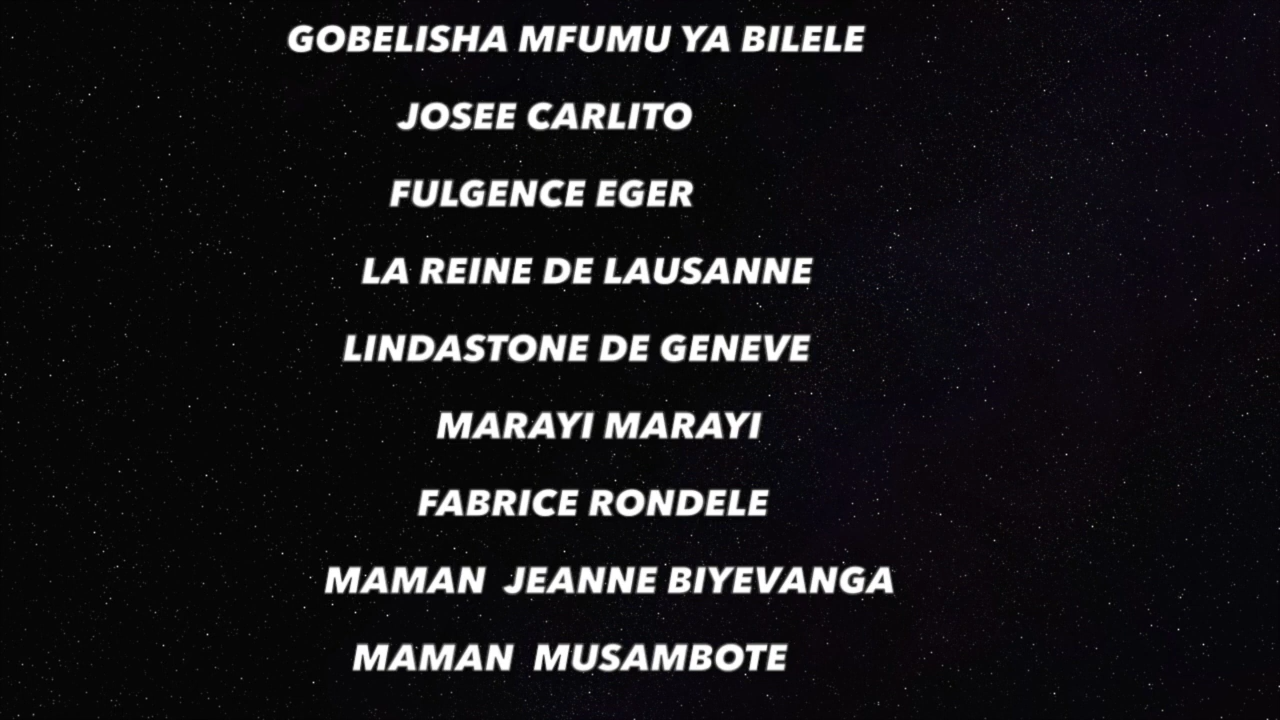 GOBELISHA MFUMU YA BILELE
JOSEE CARLITO
FULGENCE EGER
LA REINE DE LAUSANNE
LINDASTONE DE GENEVE
MARAYI MARAYI
FABRICE RONDELE
MAMAN JEANNE BIYEVANGA
MAMAN MUSAMBOTE